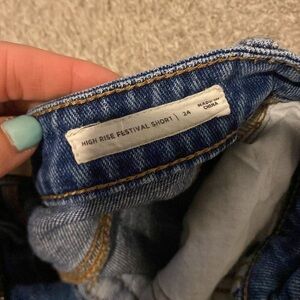 HIGH RISE FESTIVAL SHORT | 24
MADE IN
CHINA